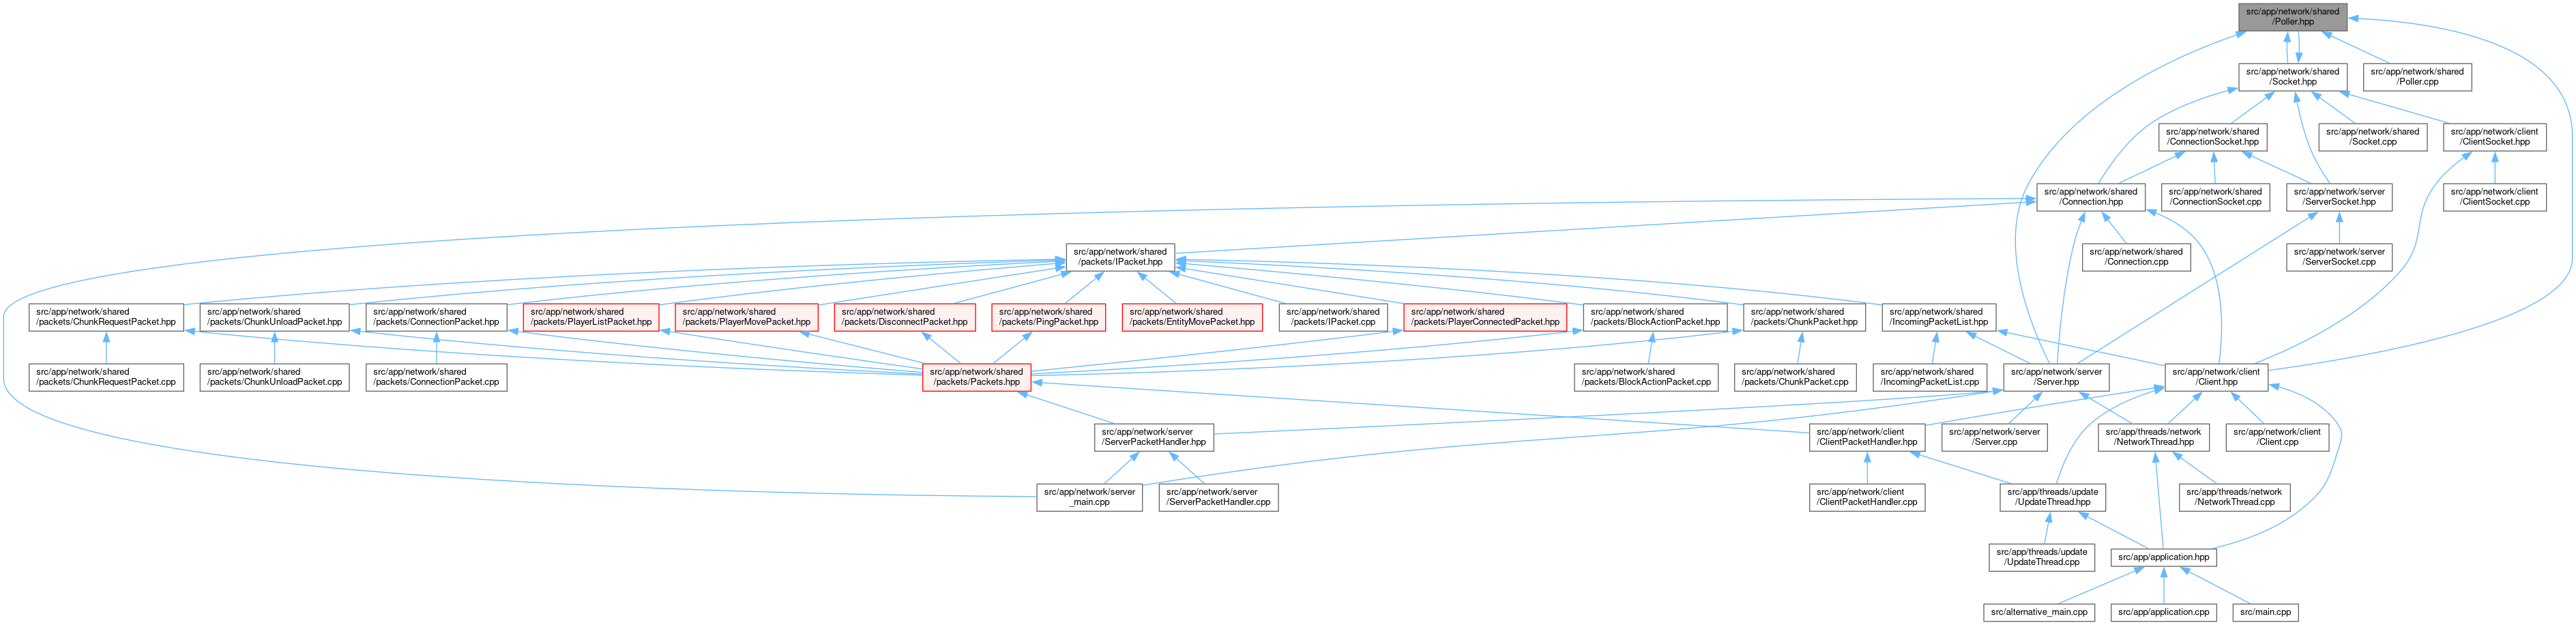 src/app/network/shared
/Poller.hpp
src/app/network/shared
/Socket.hpp
src/app/network/shared
/Poller.cpp
src/app/network/shared
/ConnectionSocket.hpp
src/app/network/shared
/Socket.cpp
src/app/network/client
/ClientSocket.hpp
src/app/network/shared
/Connection.hpp
src/app/network/shared
/ConnectionSocket.cpp
src/app/network/server
/ServerSocket.hpp
src/app/network/client
/ClientSocket.cpp
src/app/network/shared
/packets/IPacket.hpp
src/app/network/shared
/Connection.cpp
src/app/network/server
/ServerSocket.cpp
src/app/network/shared
/packets/ChunkRequestPacket.hpp
src/app/network/shared
/packets/ChunkUnloadPacket.hpp
src/app/network/shared
/packets/ConnectionPacket.hpp
src/app/network/shared
/packets/PlayerListPacket.hpp
src/app/network/shared
/packets/PlayerMovePacket.hpp
src/app/network/shared
/packets/DisconnectPacket.hpp
src/app/network/shared
/packets/PingPacket.hpp
src/app/network/shared
/packets/EntityMovePacket.hpp
src/app/network/shared
/packets/IPacket.cpp
src/app/network/shared
/packets/PlayerConnectedPacket.hpp
src/app/network/shared
/packets/BlockActionPacket.hpp
src/app/network/shared
/packets/ChunkPacket.hpp
src/app/network/shared
/IncomingPacketList.hpp
src/app/network/shared
/packets/ChunkRequestPacket.cpp
src/app/network/shared
/packets/ChunkUnloadPacket.cpp
src/app/network/shared
/packets/ConnectionPacket.cpp
src/app/network/shared
/packets/Packets.hpp
src/app/network/shared
/packets/BlockActionPacket.cpp
src/app/network/shared
/packets/ChunkPacket.cpp
src/app/network/shared
/IncomingPacketList.cpp
src/app/network/server
/Server.hpp
src/app/network/client
/Client.hpp
src/app/network/server
/ServerPacketHandler.hpp
src/app/network/client
/ClientPacketHandler.hpp
src/app/network/server
/Server.cpp
src/app/threads/network
/NetworkThread.hpp
src/app/network/client
/Client.cpp
src/app/network/server
_main.cpp
src/app/network/server
/ServerPacketHandler.cpp
src/app/network/client
/ClientPacketHandler.cpp
src/app/threads/update
/UpdateThread.hpp
src/app/threads/network
/NetworkThread.cpp
src/app/threads/update
/UpdateThread.cpp
src/app/application.hpp
src/alternative_main.cpp
src/app/application.cpp
src/main.cpp